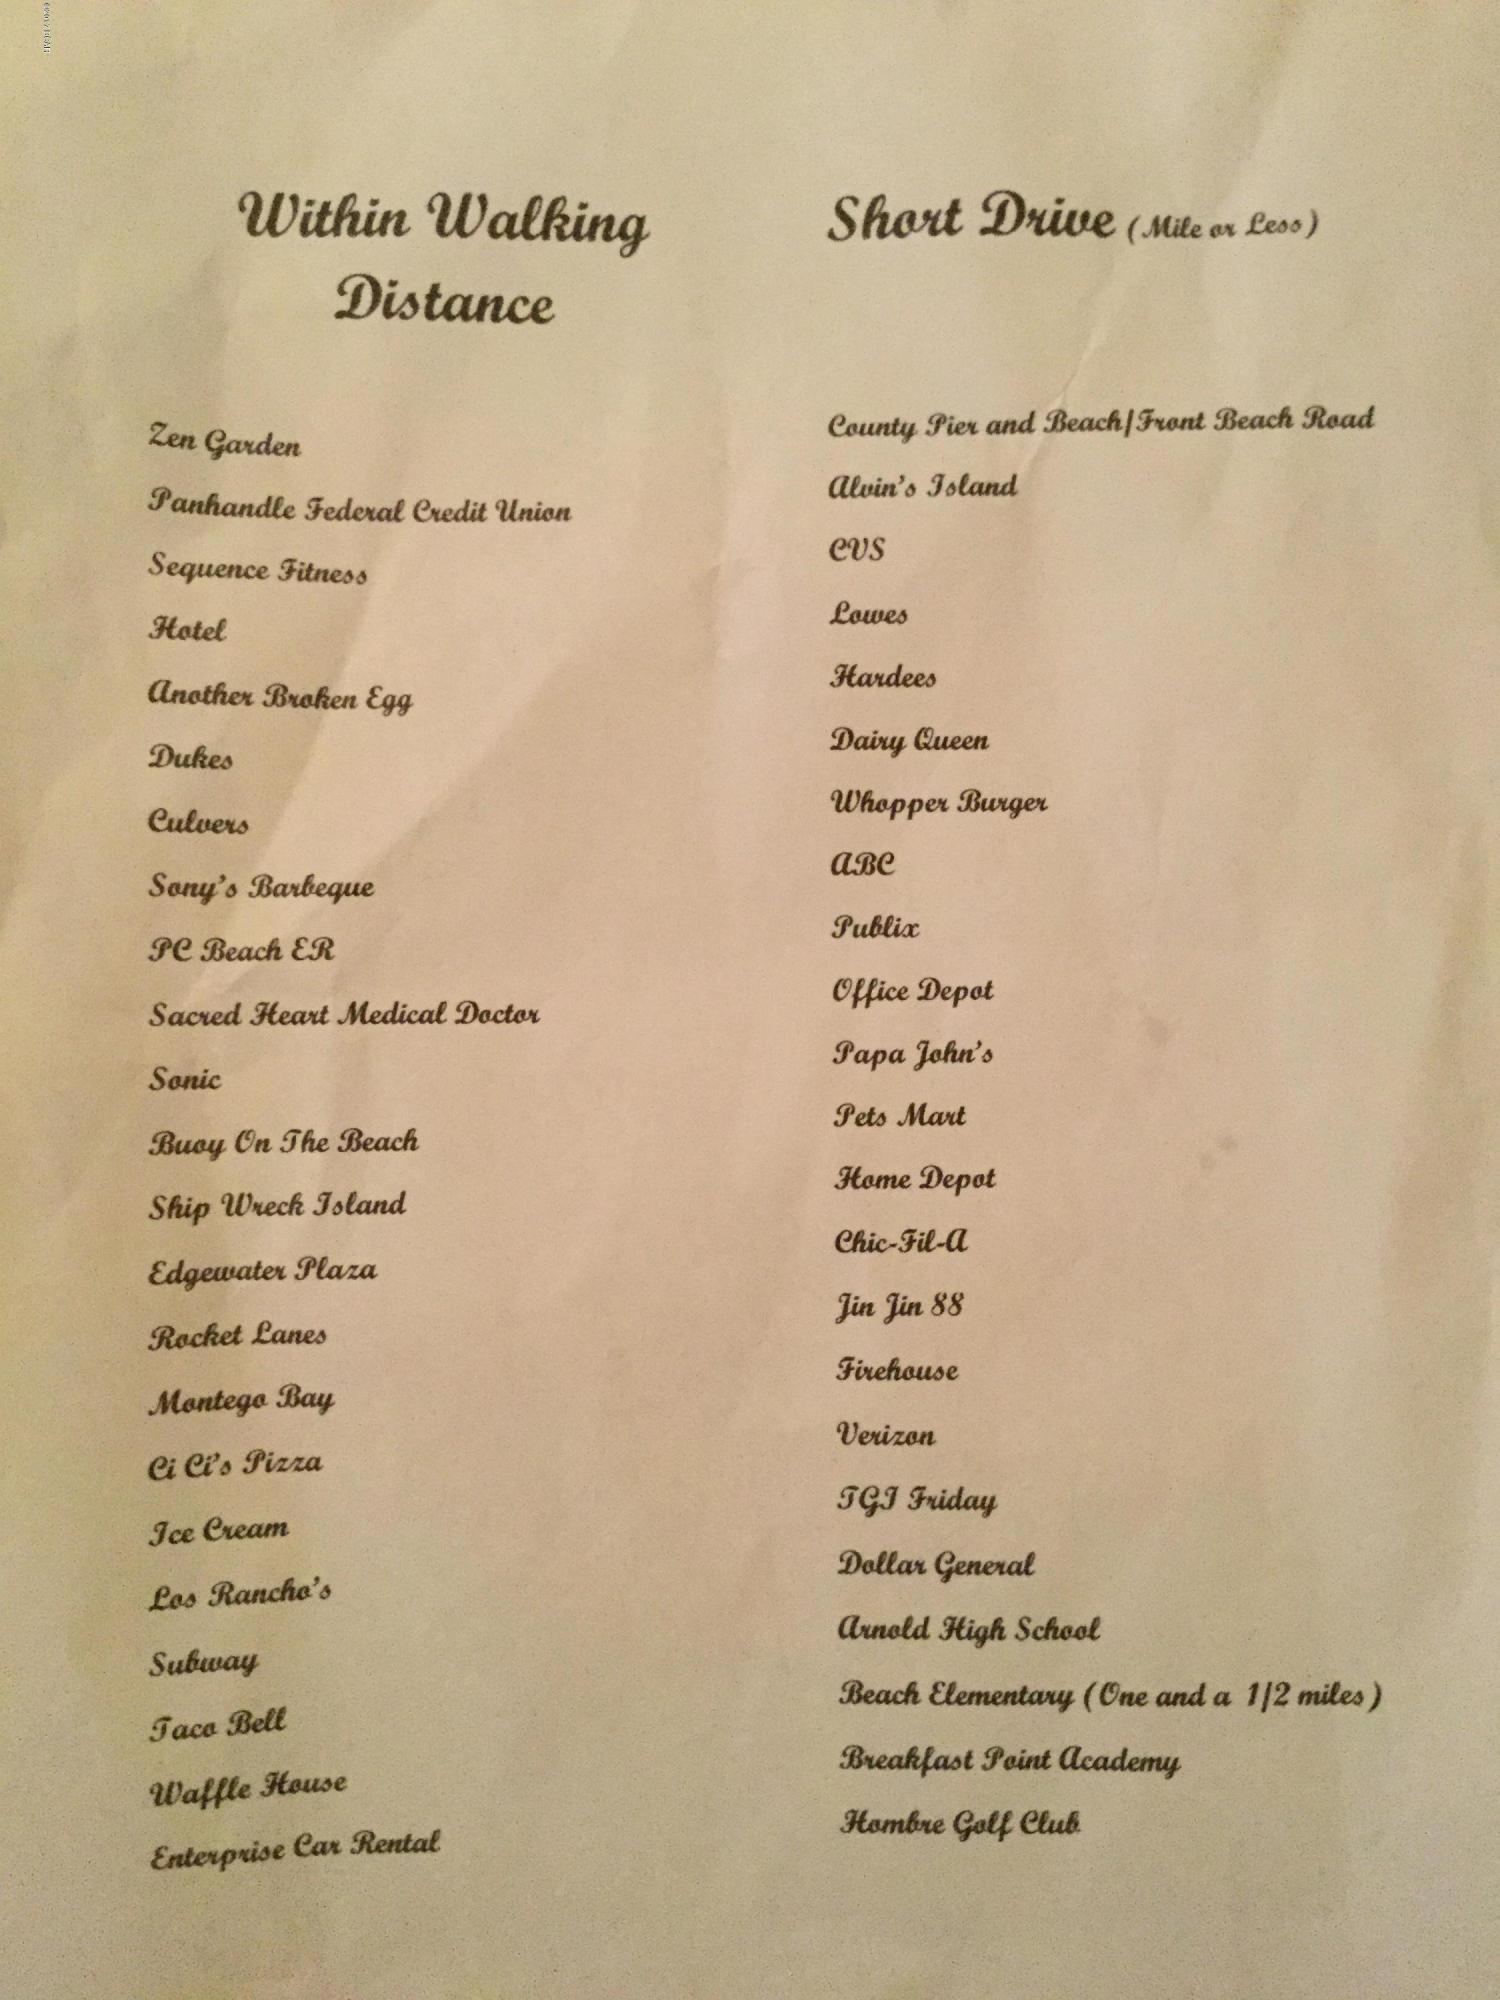 Within Walking
Distance
Zen Garden
Panhandle Federal Credit Union
Sequence Fitness
Hotel
Another Broken Egg
Dukes
Culvers
Sony's Barbeque
PC Beach ER
Sacred Heart Medical Doctor
Sonic
Buoy On The Beach
Ship Wreck Island
Edgewater Plaza
Rocket Lanes
Montego Bay
Ci Ci's Pizza
Ice Cream
Los Rancho's
Subway
Taco Bell
Waffle House
Enterprise Car Rental
Short Drive (Mile or Less)
County Pier and Beach/Front Beach Road
Alvin's Island
CVS
Lowes
Hardees
Dairy Queen
Whopper Burger
ABC
Publix
Office Depot
Papa John's
Pets Mart
Home Depot
Chic-Fil-A
Jin Jin 88
Firehouse
Verizon
TGI Friday
Dollar General
Arnold High School
Beach Elementary (One and a 1/2 miles)
Breakfast Point Academy
Hombre Golf Club